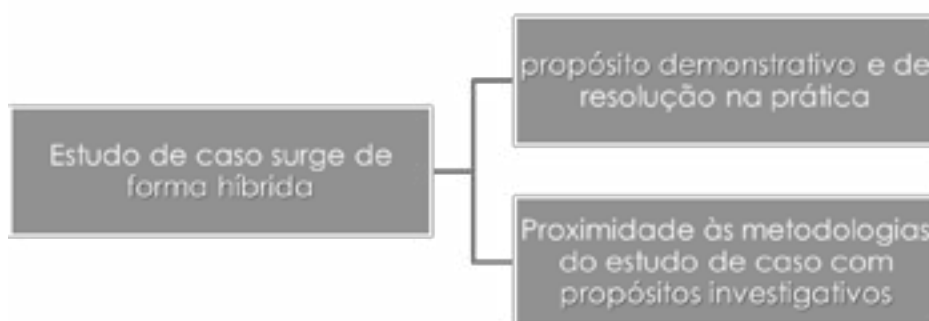 Estudo de caso surge de
forma híbrida
propósito demonstrativo e de
resolução na prática
Proximidade às metodologias
do estudo de caso com
propósitos investigativos